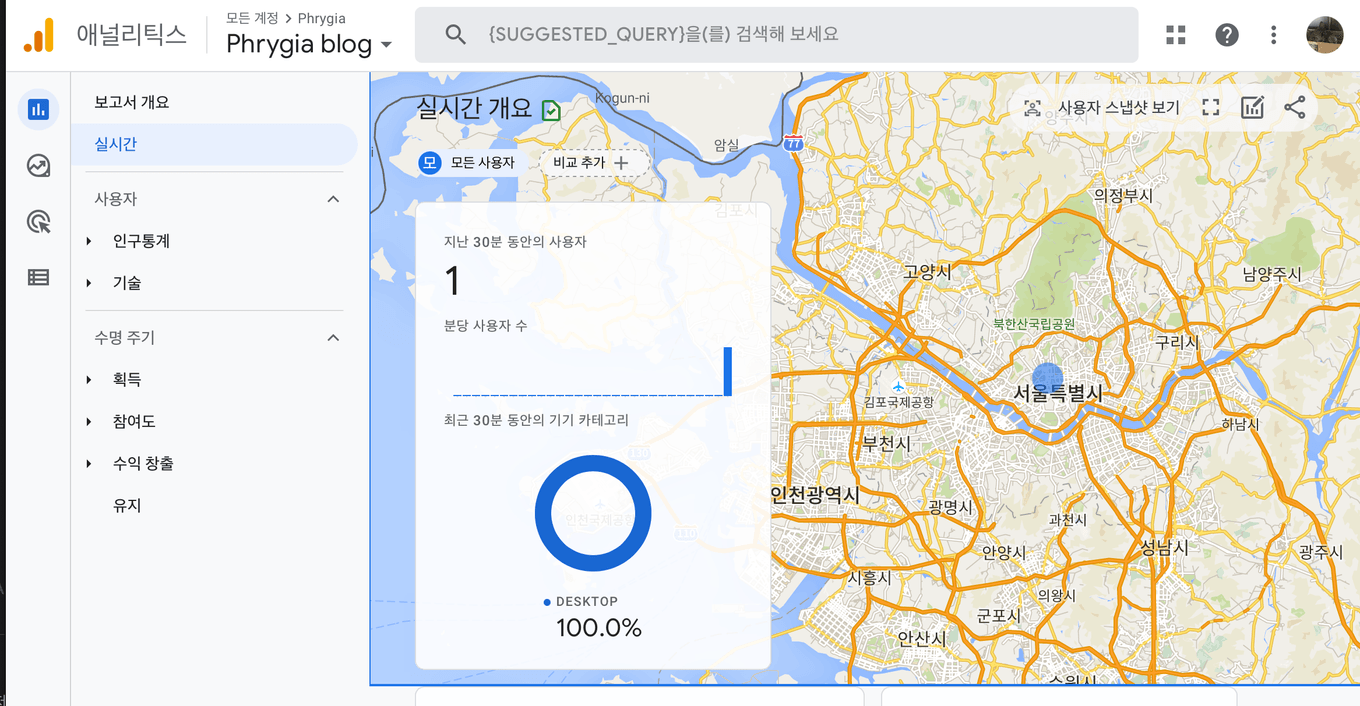 애널리틱스
모든 계정 > Phrygia
Phrygia blog
{SUGGESTED_QUERY}을(를) 검색해 보세요
보고서 개요
실시간
사용자
인구통계
기술
수명 주기
획득
참여도
수익 창출
유지
실시간 개요
사용자 스냅샷 보기
모 모든 사용자
비교 추가
지난 30분 동안의 사용자
1
분당 사용자 수
최근 30분 동안의 기기 카테고리
DESKTOP
100.0%
Kogun-ni
암실
77
양주시
김포시
의정부시
고양시
남양주시
북한산국립공원
구리시
서울특별시
김포국제공항
하남시
부천시
130
인천광역시
광명시
과천시
인천국제공항
110
안양시
성남시
광주시
시흥시
의왕시
군포시
안산시
수원시